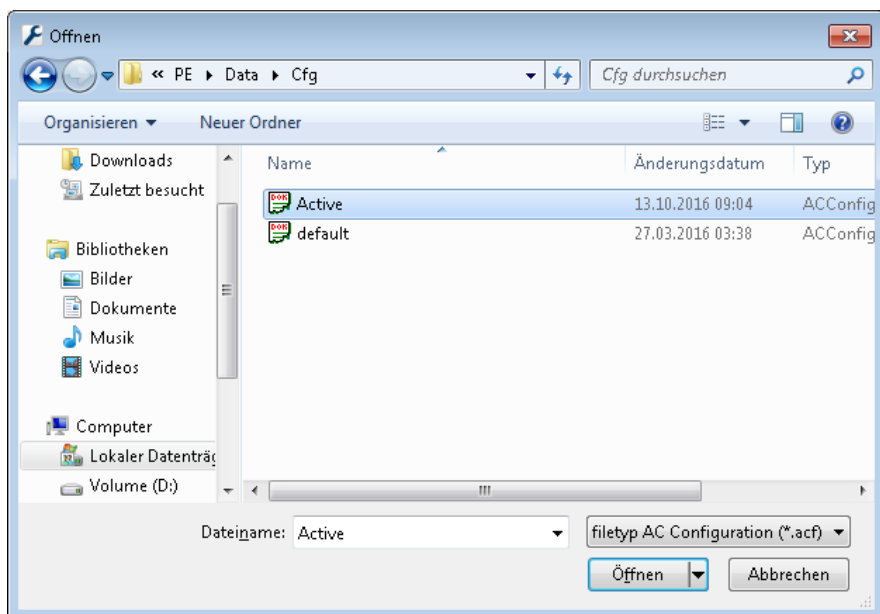 Öffnen
« PE ▸ Data ▸ Cfg
Cfg durchsuchen
Organisieren
Neuer Ordner
Downloads
Zuletzt besucht
Bibliotheken
Bilder
Dokumente
Musik
Videos
Computer
Lokaler Datenträg
Volume (D:)
Name Änderungsdatum Typ
DOK Active 13.10.2016 09:04 ACConfig
DOK default 27.03.2016 03:38 ACConfig
Dateiname: Active
filetyp AC Configuration (*.acf)
Öffnen
Abbrechen